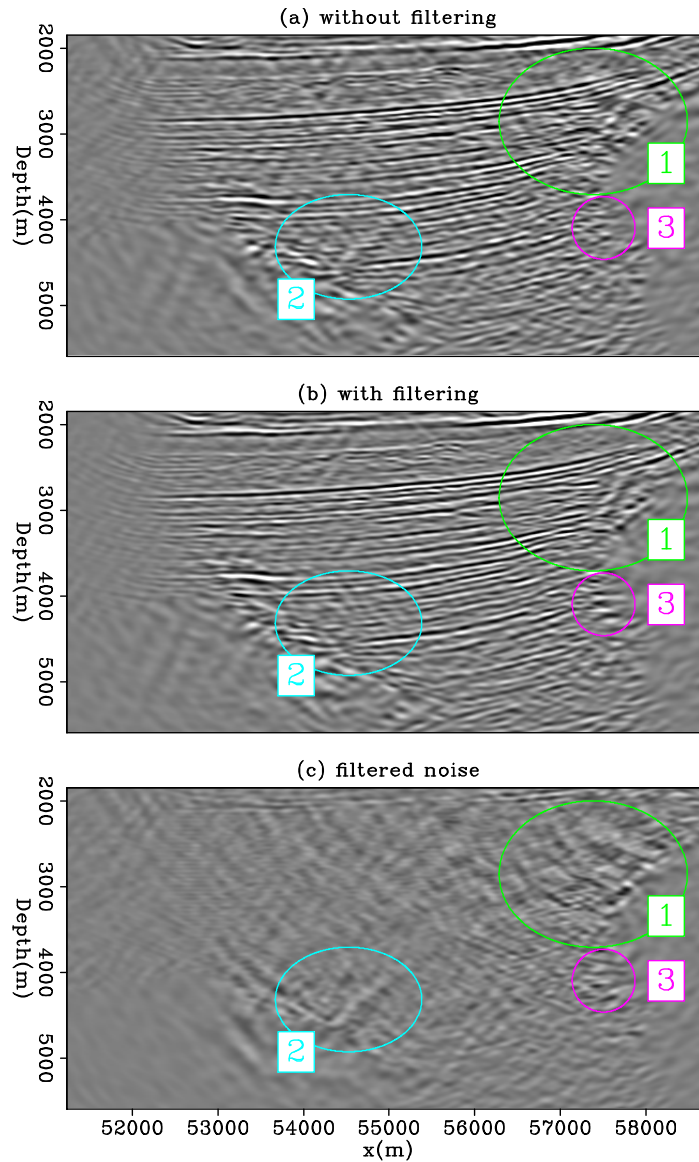 (a) without filtering
2000
3000
4000
5000
Depth(m)
1
2
3
(b) with filtering
2000
3000
4000
5000
Depth(m)
1
2
3
(c) filtered noise
2000
3000
4000
5000
Depth(m)
1
2
3
52000 53000 54000 55000 56000 57000 58000
x(m)